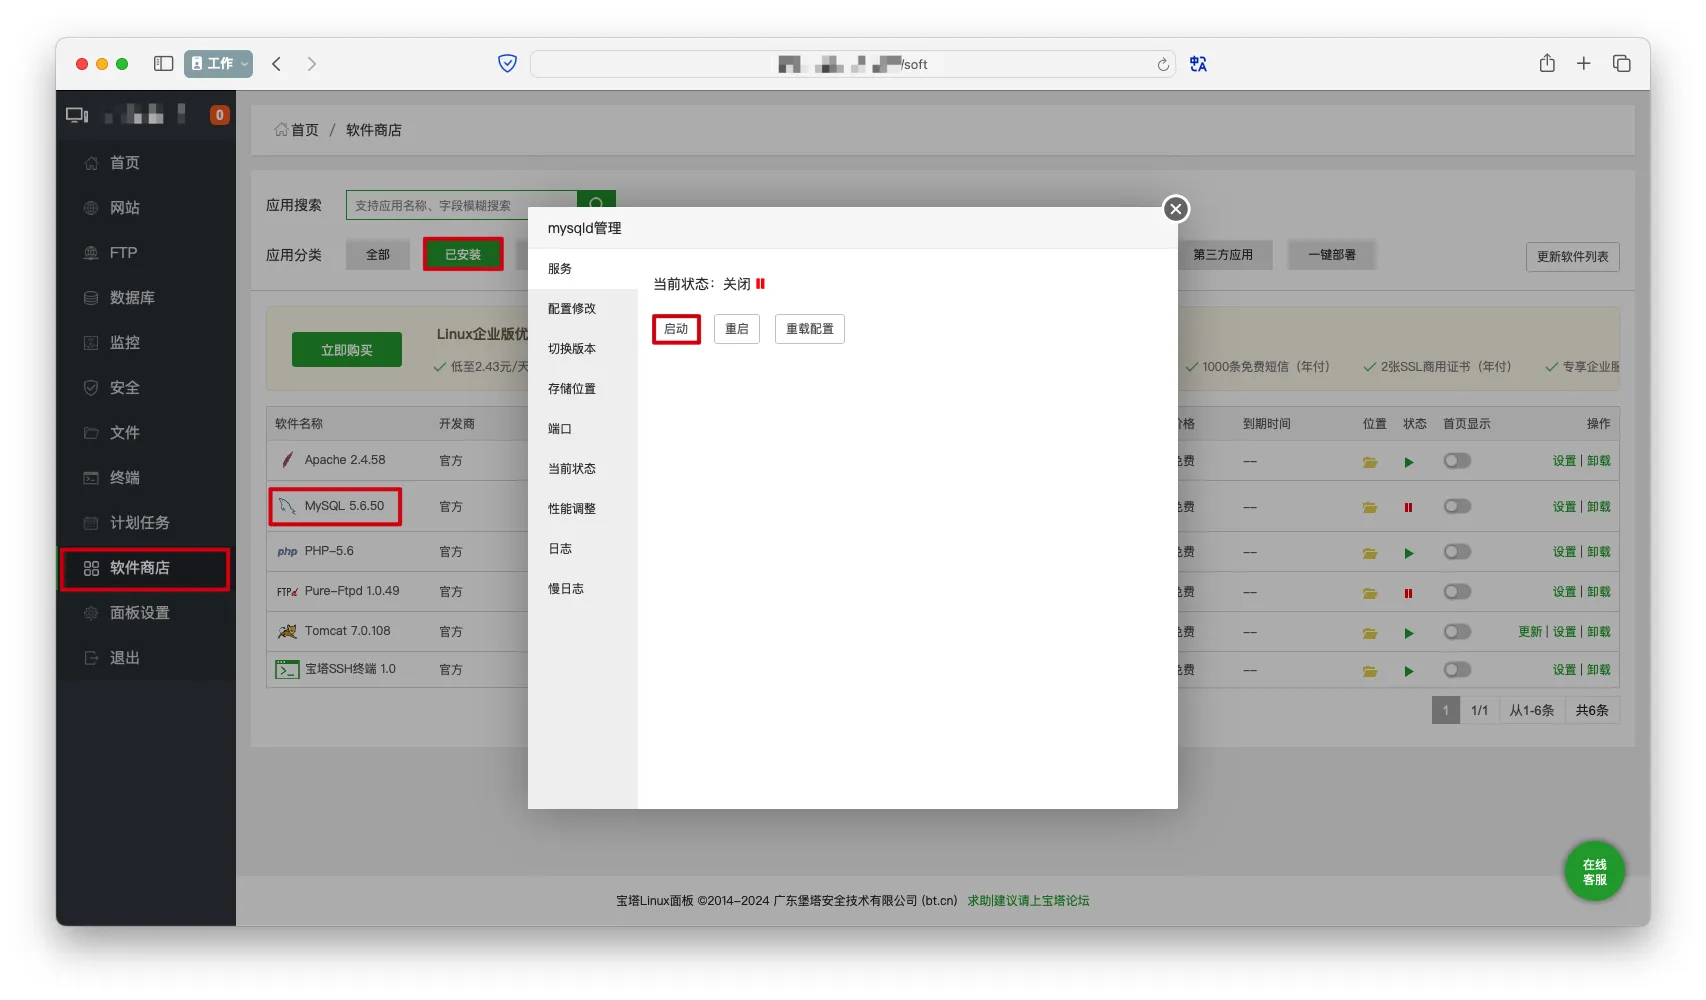 工作
/soft
0
首页
网站
FTP
数据库
监控
安全
文件
终端
计划任务
软件商店
面板设置
退出
首页 / 软件商店
应用搜索 支持应用名称、字段模糊搜索
应用分类 全部 已安装 第三方应用 一键部署 更新软件列表
立即购买
Linux企业版优
低至2.43元/天 1000条免费短信（年付） 2张SSL商用证书（年付） 专享企业服
软件名称 开发商 价格 到期时间 位置 状态 首页显示 操作
Apache 2.4.58 官方 免费 -- 设置 | 卸载
MySQL 5.6.50 官方 免费 -- 设置 | 卸载
php PHP-5.6 官方 免费 -- 设置 | 卸载
FTPd Pure-Ftpd 1.0.49 官方 免费 -- 设置 | 卸载
Tomcat 7.0.108 官方 免费 -- 更新 | 设置 | 卸载
宝塔SSH终端 1.0 官方 免费 -- 设置 | 卸载
1 1/1 从1-6条 共6条
mysqld管理
服务
配置修改
切换版本
存储位置
端口
当前状态
性能调整
日志
慢日志
当前状态：关闭
启动 重启 重载配置
在线
客服
宝塔Linux面板 ©2014-2024 广东堡塔安全技术有限公司 (bt.cn) 求助|建议请上宝塔论坛